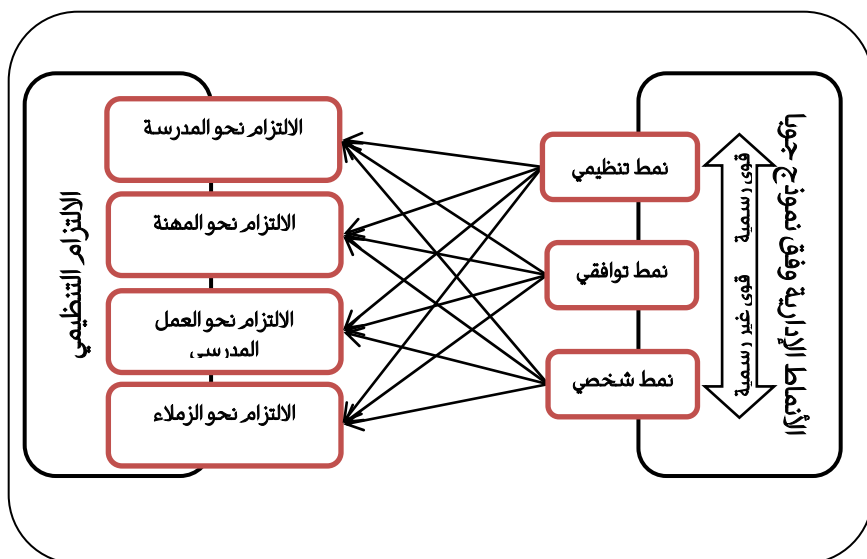 الأنماط الإدارية وفق نموذج جوبا
قوى رسمية
قوى غير رسمية
نمط تنظيمي
نمط توافقي
نمط شخصي
الالتزام نحو المدرسة
الالتزام نحو المهنة
الالتزام نحو العمل
المدرسي
الالتزام نحو الزملاء
الالتزام التنظيمي